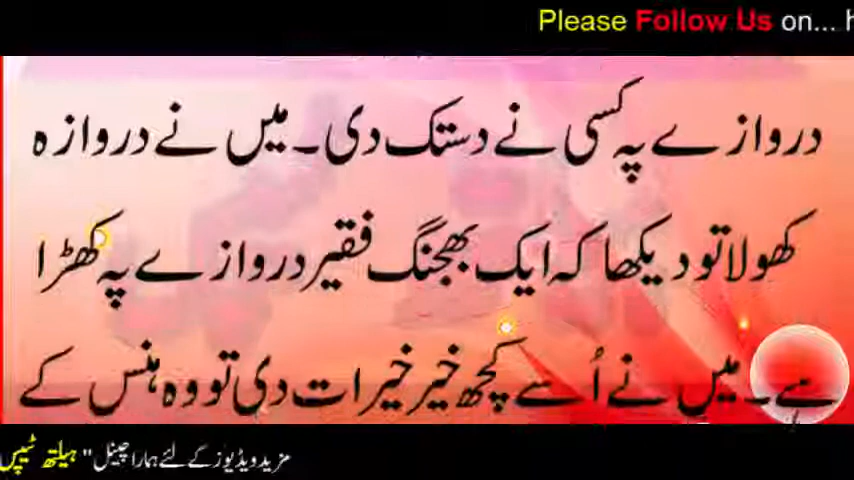 Please Follow Us on...
دروازے پہ کسی نے دستک دی۔ میں نے دروازہ
کھولا تو دیکھا کہ ایک بھجنگ فقیر دروازے پہ کھڑا
ہے۔ میں نے اُسے کچھ خیر خیرات دی تو وہ ہنس کے
مزید ویڈیوز کے لئے ہمارا چینل "ہیلتھ ٹپس